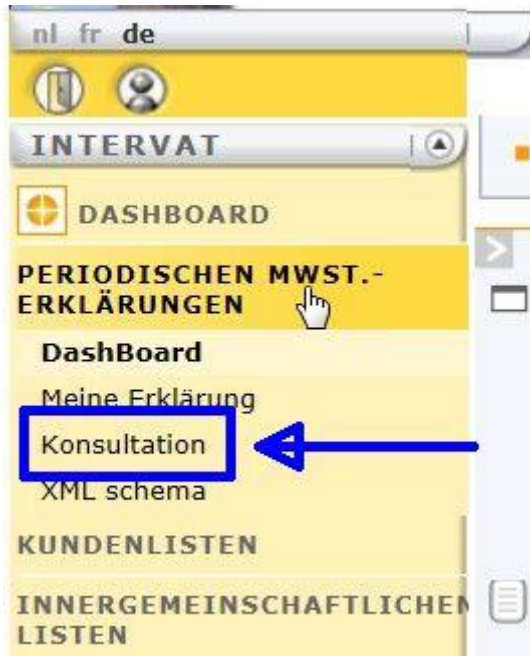 nl fr de
INTERVAT
DASHBOARD
PERIODISCHEN MWST.-
ERKLÄRUNGEN
DashBoard
Meine Erklärung
Konsultation
XML schema
KUNDENLISTEN
INNERGEMEINSCHAFTLICHEN
LISTEN